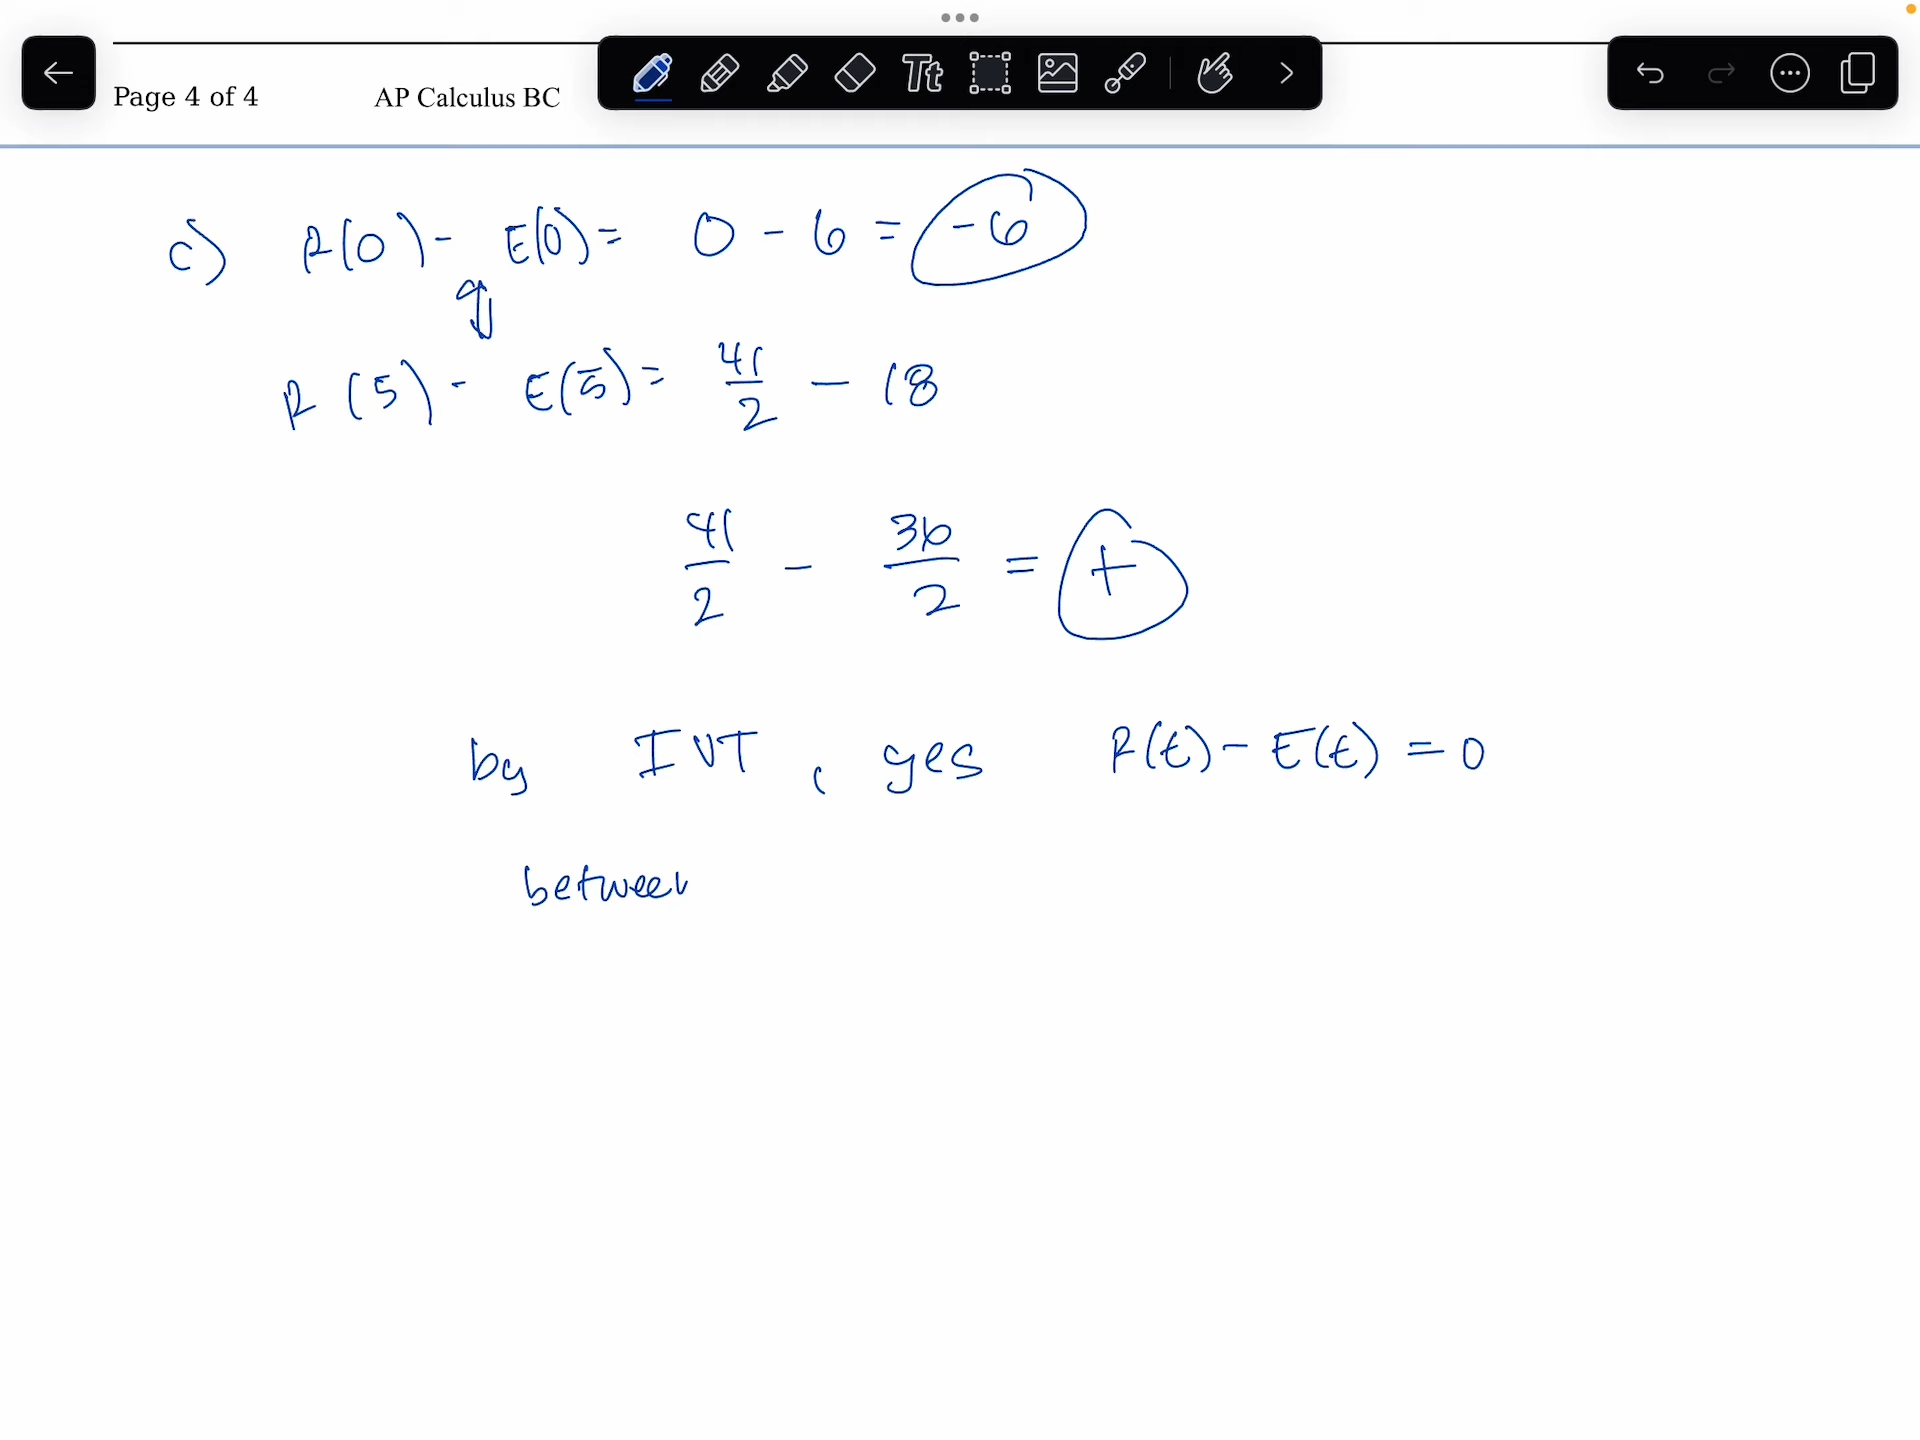 Page 4 of 4 AP Calculus BC Tt
c) R(0) - E(0) = 0 - 6 = -6
g
R(5) - E(5) = 41/2 - 18
41/2 - 36/2 = +
by IVT, yes R(t) - E(t) = 0
between